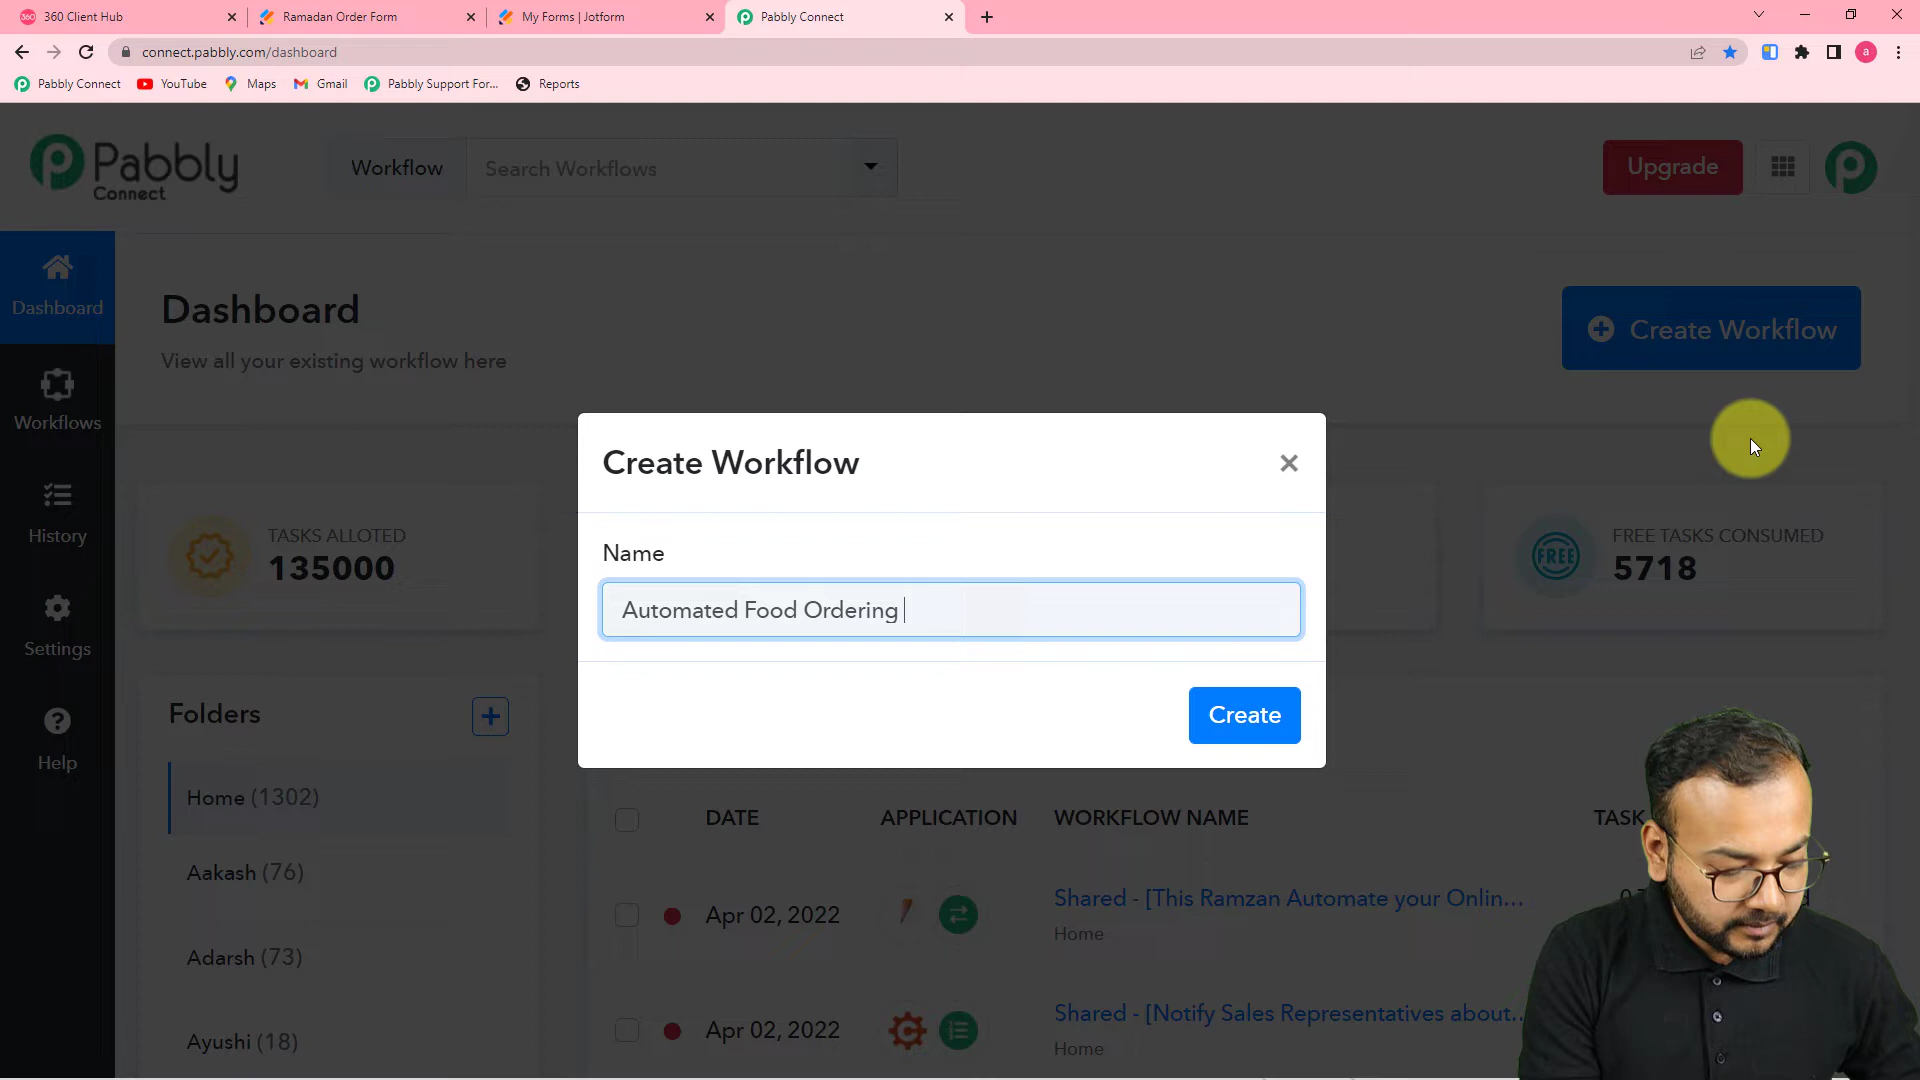 360 Client Hub
Ramadan Order Form
My Forms | Jotform
Pabbly Connect
connect.pabbly.com/dashboard
a
Pabbly Connect
YouTube
Maps
Gmail
Pabbly Support For...
Reports
Pabbly
Connect
Workflow
Search Workflows
Upgrade
Dashboard
View all your existing workflow here
Create Workflow
Dashboard
Workflows
History
Settings
Help
Create Workflow
Name
Automated Food Ordering
Create
TASKS ALLOTED
135000
FREE
FREE TASKS CONSUMED
5718
Folders
Home (1302)
Aakash (76)
Adarsh (73)
Ayushi (18)
DATE
APPLICATION
WORKFLOW NAME
TASK
Apr 02, 2022
Shared - [This Ramzan Automate your Onlin...
Home
Apr 02, 2022
Shared - [Notify Sales Representatives about...
Home